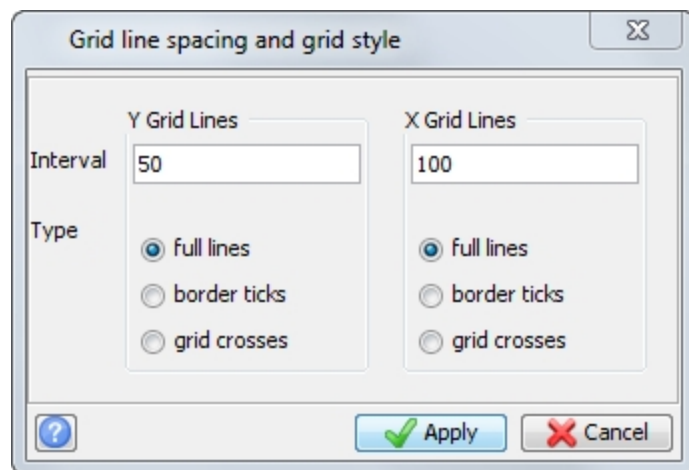 Grid line spacing and grid style
Y Grid Lines
X Grid Lines
Interval
50
100
Type
full lines
full lines
border ticks
border ticks
grid crosses
grid crosses
?
Apply
Cancel